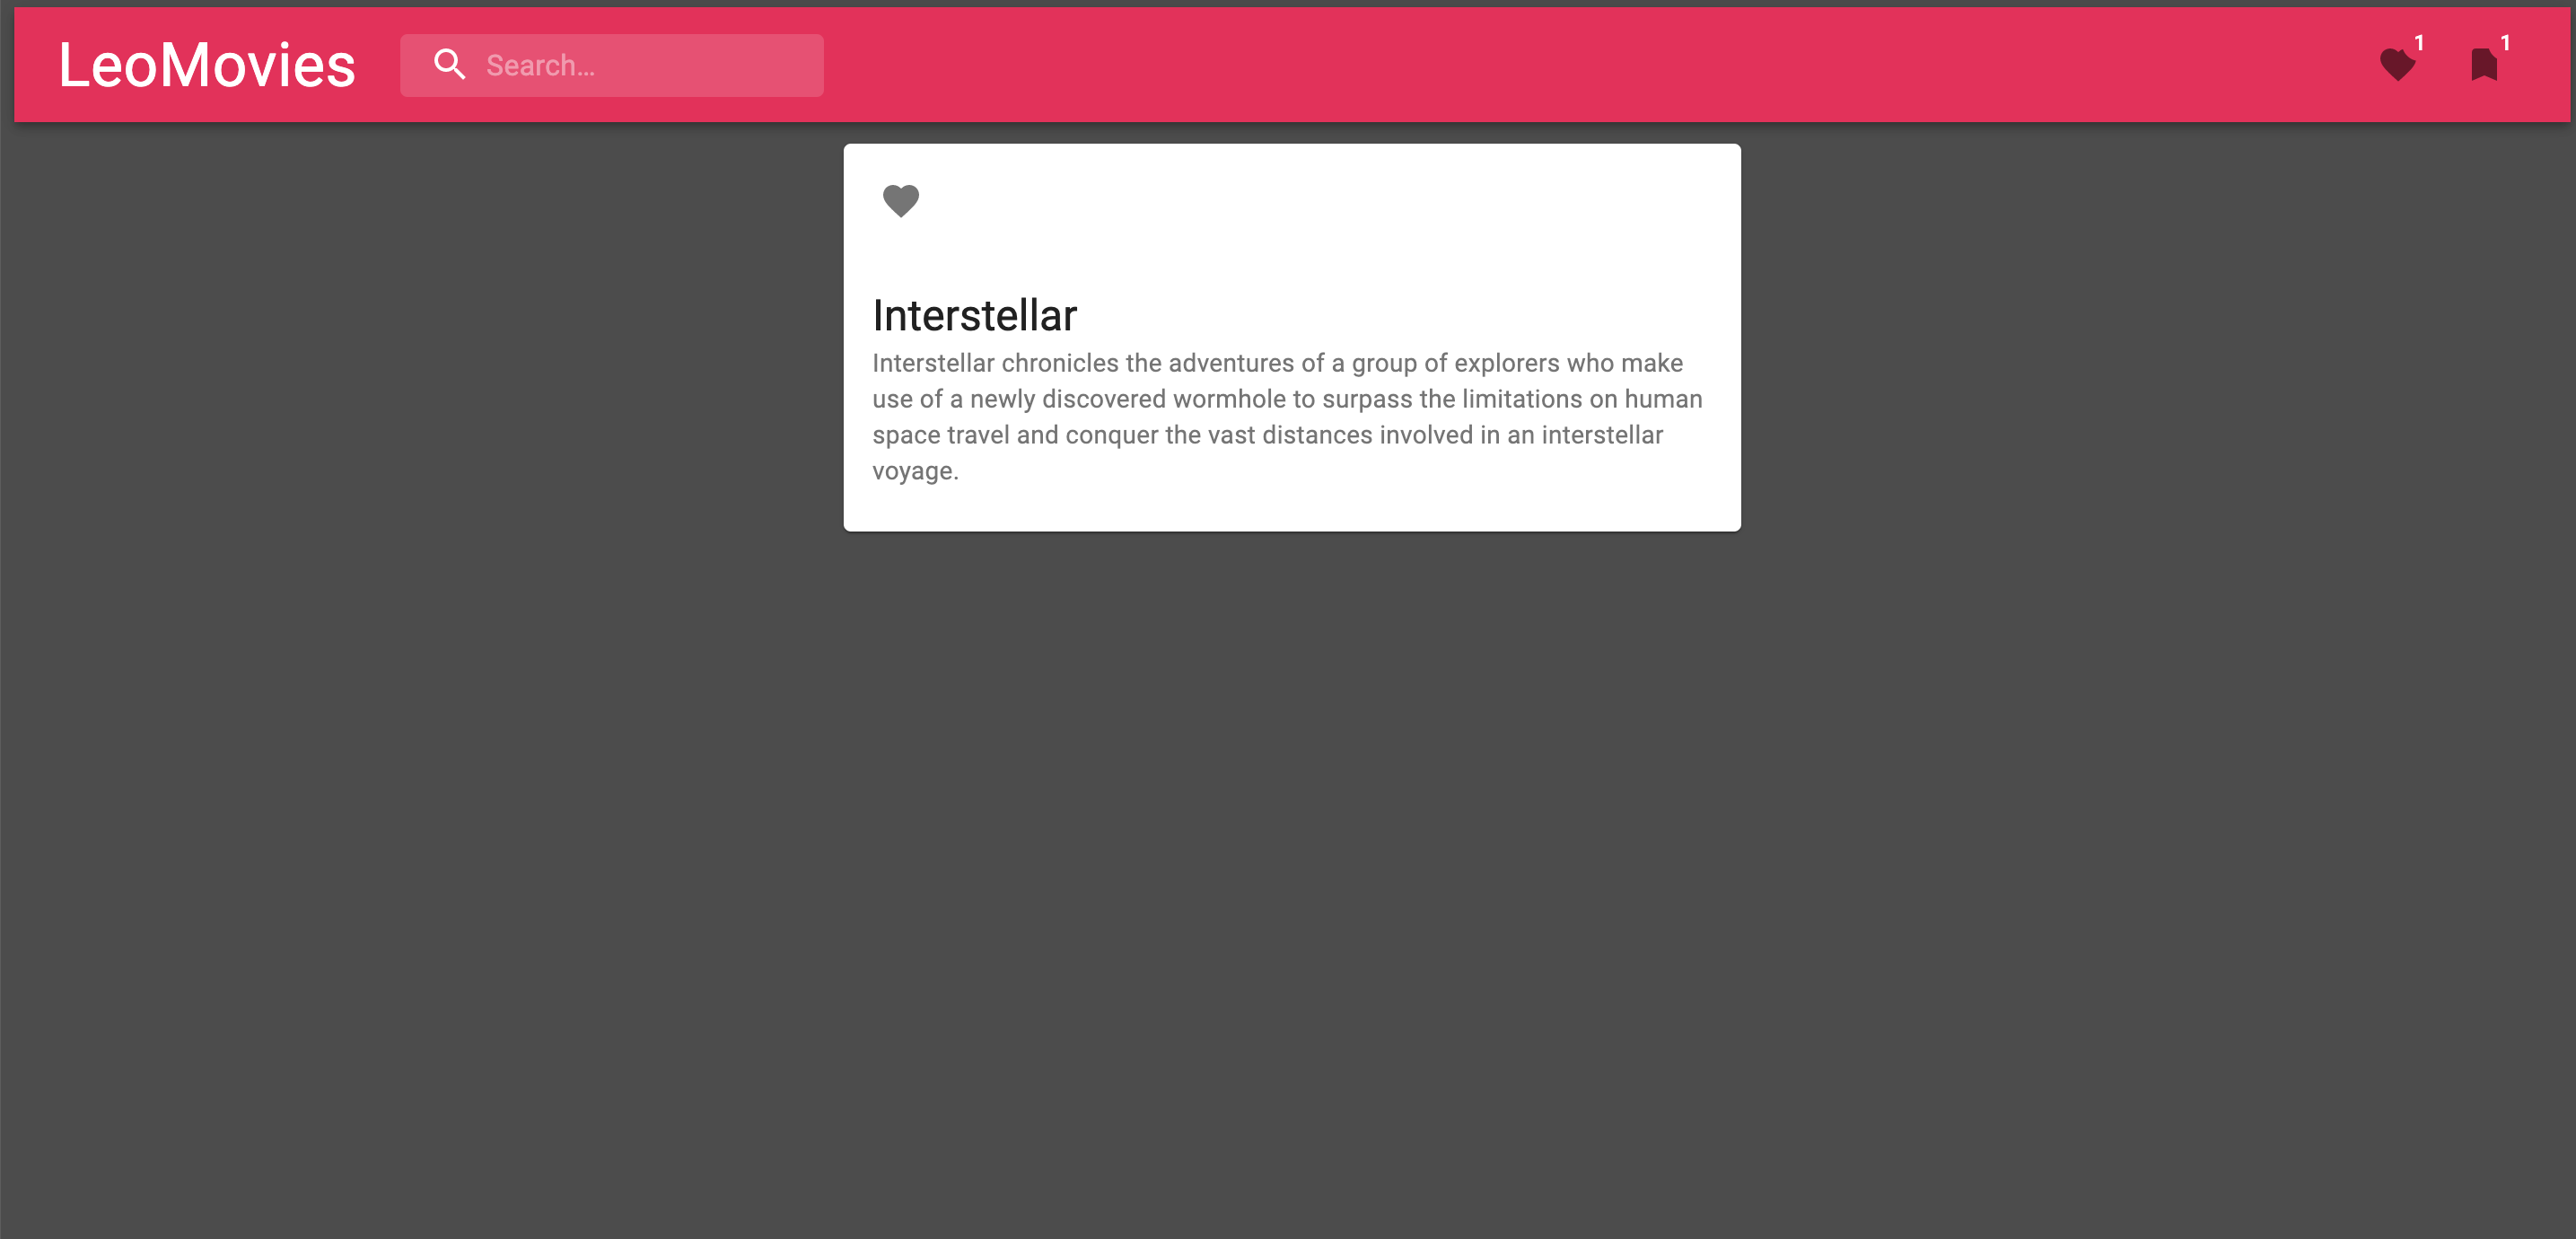 LeoMovies
Search...
1
1
Interstellar
Interstellar chronicles the adventures of a group of explorers who make
use of a newly discovered wormhole to surpass the limitations on human
space travel and conquer the vast distances involved in an interstellar
voyage.